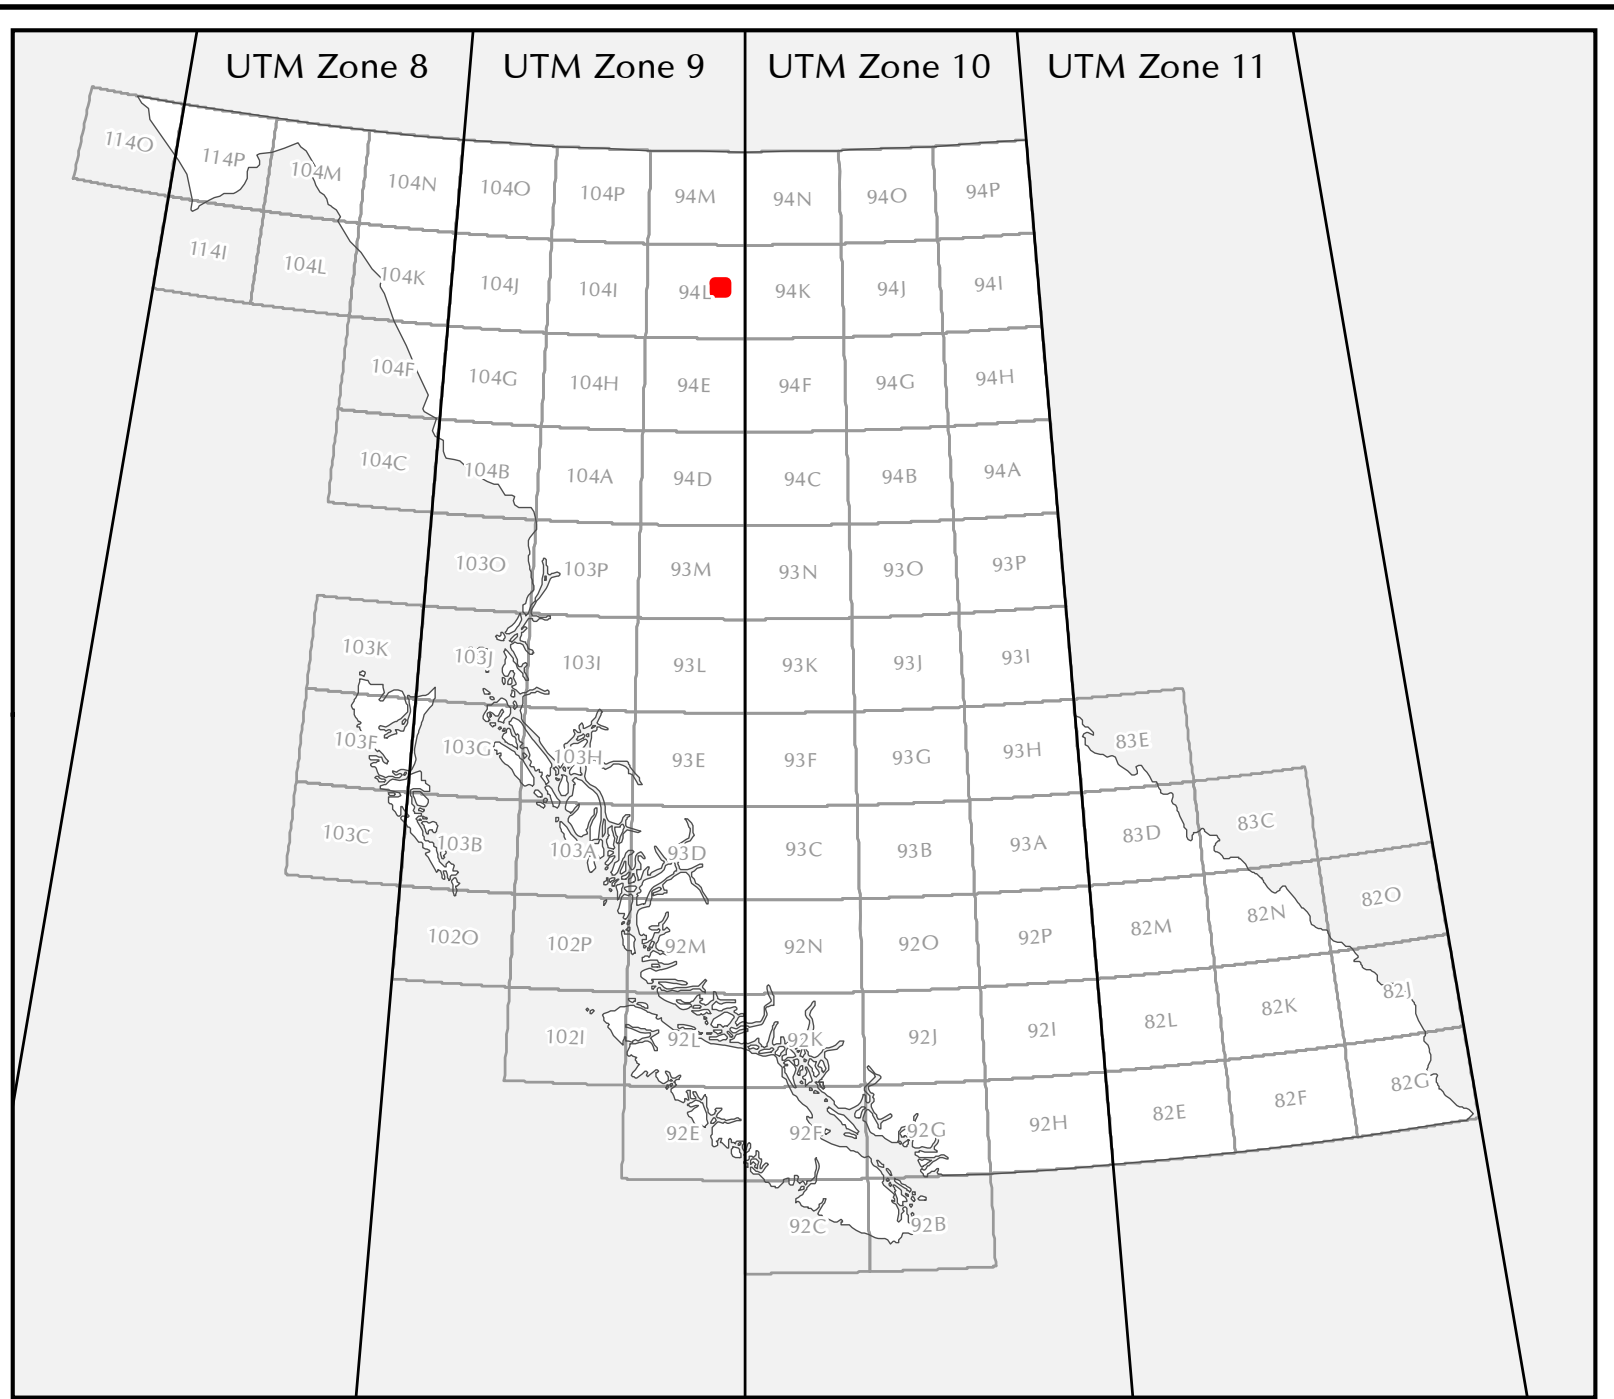 UTM Zone 8 UTM Zone 9 UTM Zone 10 UTM Zone 11
114O 114P 104M 104N 104O 104P 94M 94N 94O 94P
114I 104L 104K 104J 104I 94L 94K 94J 94I
104F 104G 104H 94E 94F 94G 94H
104C 104B 104A 94D 94C 94B 94A
103O 103P 93M 93N 93O 93P
103K 103J 103I 93L 93K 93J 93I
103F 103G 103H 93E 93F 93G 93H 83E
103C 103B 103A 93D 93C 93B 93A 83D 83C
102O 102P 92M 92N 92O 92P 82M 82N 82O
102I 92L 92K 92J 92I 82L 82K 82J
92E 92F 92G 92H 82E 82F 82G
92C 92B